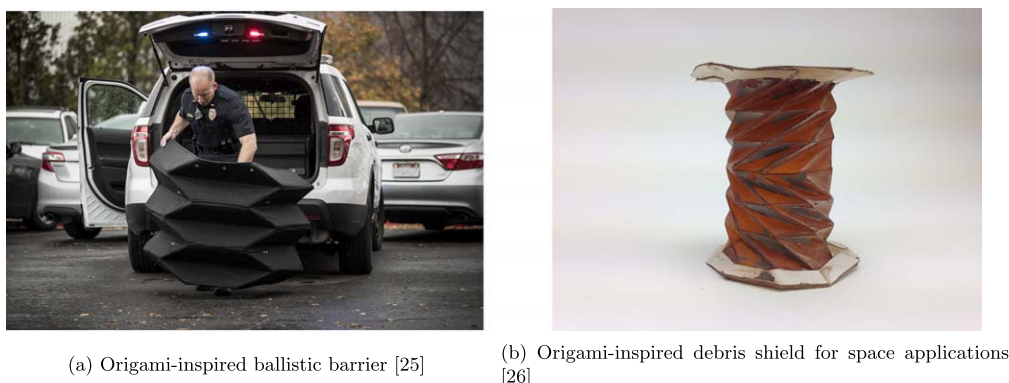 (a) Origami-inspired ballistic barrier [25]
(b) Origami-inspired debris shield for space applications
[26]